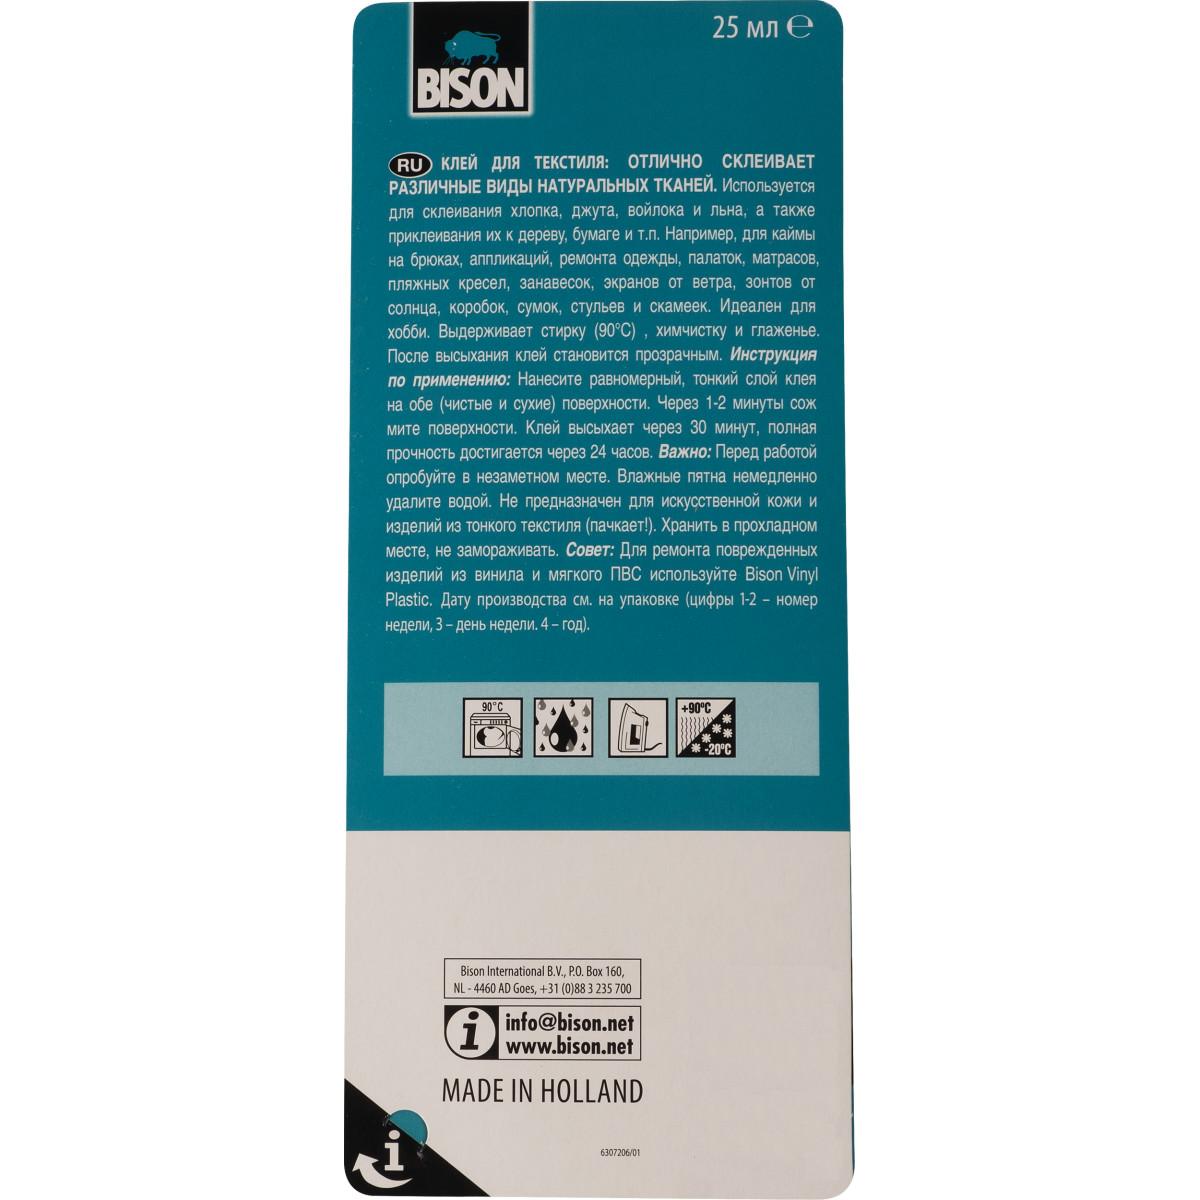 BISON
25 мл ℮
RU КЛЕЙ ДЛЯ ТЕКСТИЛЯ: ОТЛИЧНО СКЛЕИВАЕТ
РАЗЛИЧНЫЕ ВИДЫ НАТУРАЛЬНЫХ ТКАНЕЙ. Используется
для склеивания хлопка, джута, войлока и льна, а также
приклеивания их к дереву, бумаге и т.п. Например, для каймы
на брюках, аппликаций, ремонта одежды, палаток, матрасов,
пляжных кресел, занавесок, экранов от ветра, зонтов от
солнца, коробок, сумок, стульев и скамеек. Идеален для
хобби. Выдерживает стирку (90°C) , химчистку и глаженье.
После высыхания клей становится прозрачным. Инструкция
по применению: Нанесите равномерный, тонкий слой клея
на обе (чистые и сухие) поверхности. Через 1-2 минуты сож
мите поверхности. Клей высыхает через 30 минут, полная
прочность достигается через 24 часов. Важно: Перед работой
опробуйте в незаметном месте. Влажные пятна немедленно
удалите водой. Не предназначен для искусственной кожи и
изделий из тонкого текстиля (пачкает!). Хранить в прохладном
месте, не замораживать. Совет: Для ремонта поврежденных
изделий из винила и мягкого ПВС используйте Bison Vinyl
Plastic. Дату производства см. на упаковке (цифры 1-2 – номер
недели, 3 – день недели. 4 – год).
90°C
+90°C
-20°C
Bison International B.V., P.O. Box 160,
NL - 4460 AD Goes, +31 (0)88 3 235 700
i info@bison.net
www.bison.net
MADE IN HOLLAND
i
6307206/01